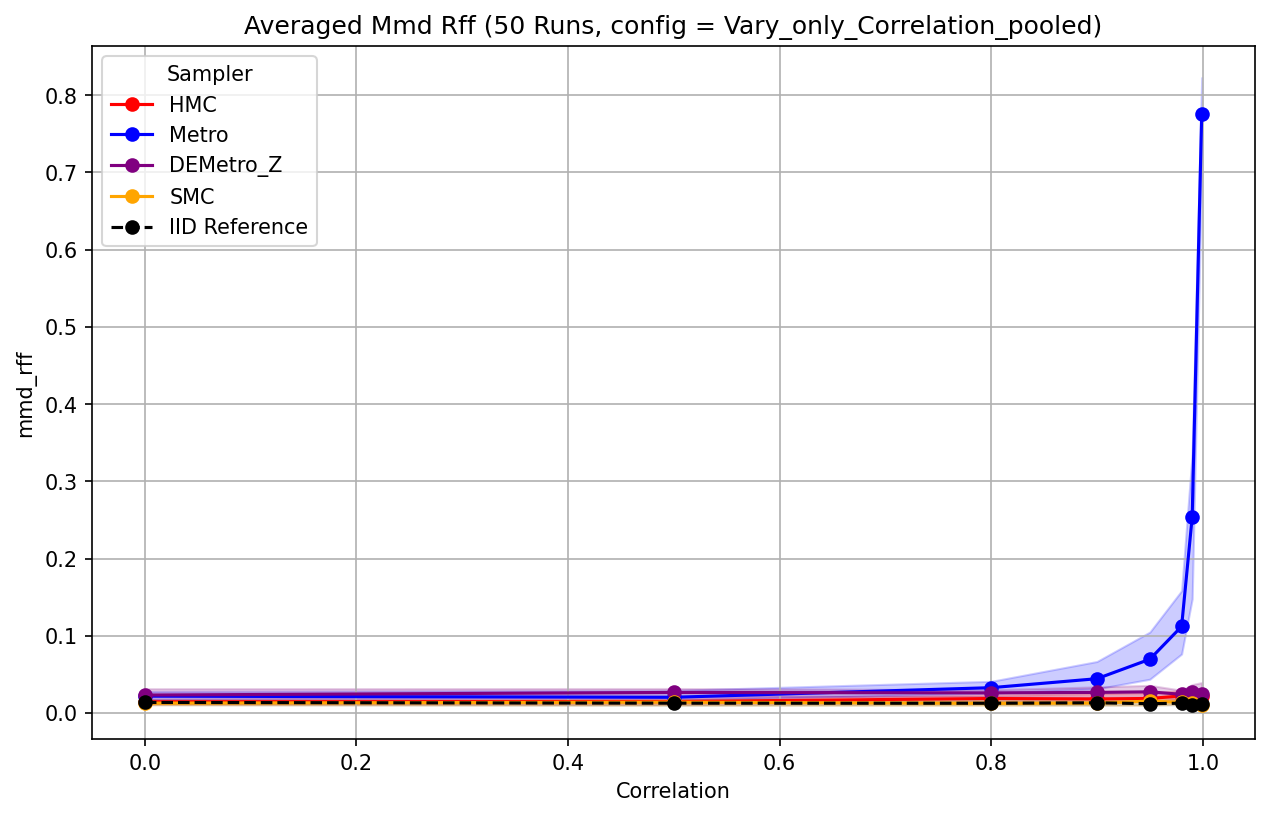 Averaged Mmd Rff (50 Runs, config = Vary_only_Correlation_pooled)
Sampler
HMC
Metro
DEMetro_Z
SMC
IID Reference
mmd_rff
0.8
0.7
0.6
0.5
0.4
0.3
0.2
0.1
0.0
0.0 0.2 0.4 0.6 0.8 1.0
Correlation